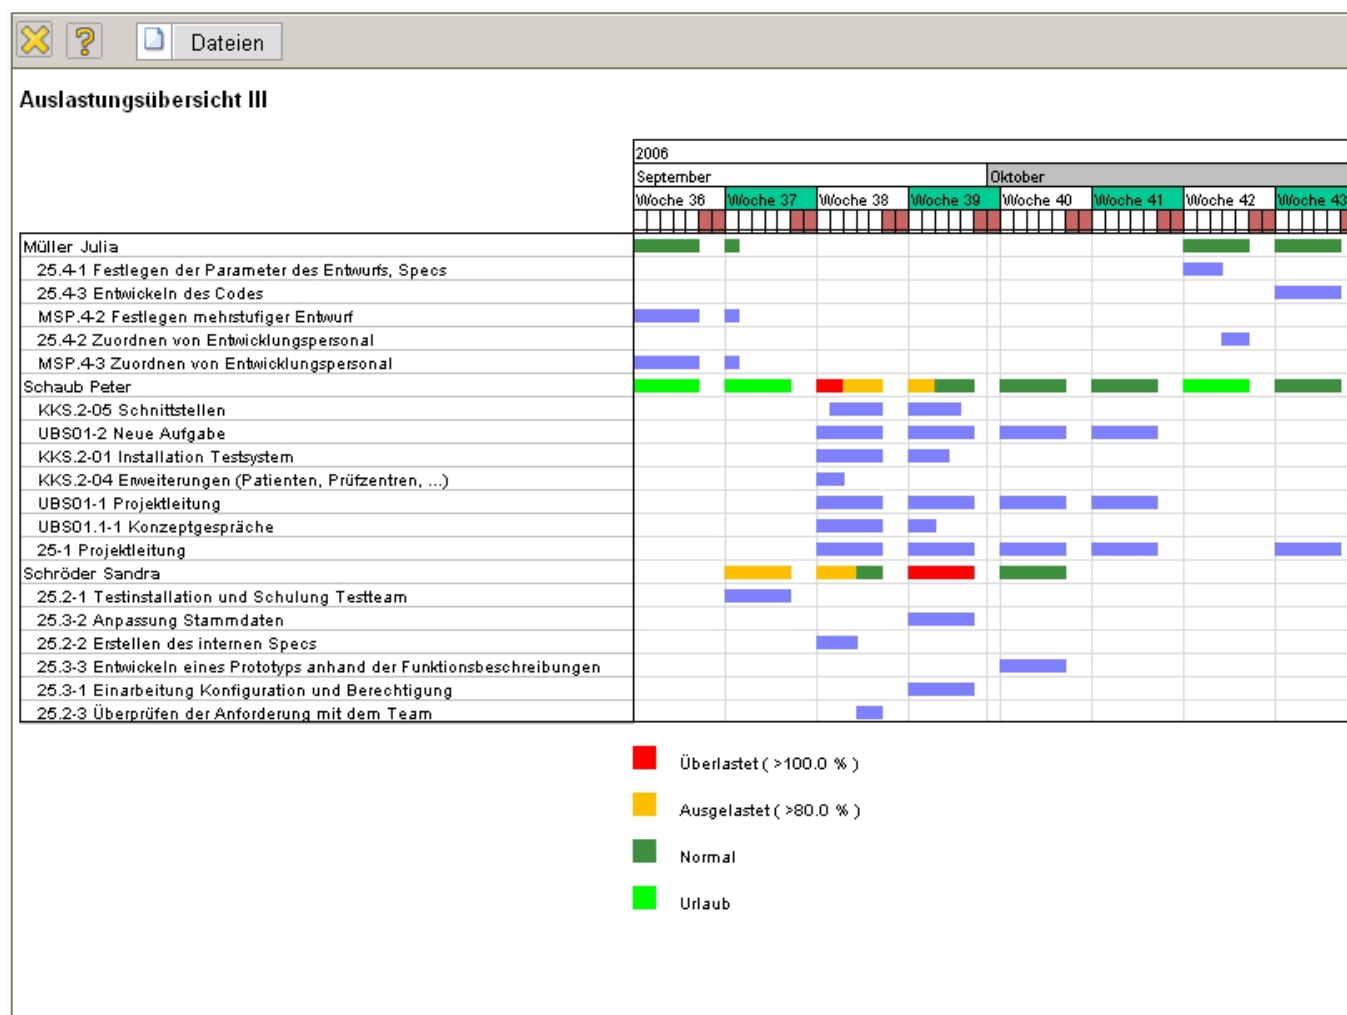 Dateien
Auslastungsübersicht III
2006
September Oktober
Woche 36 Woche 37 Woche 38 Woche 39 Woche 40 Woche 41 Woche 42 Woche 43
Müller Julia
25.4-1 Festlegen der Parameter des Entwurfs, Specs
25.4-3 Entwickeln des Codes
MSP.4-2 Festlegen mehrstufiger Entwurf
25.4-2 Zuordnen von Entwicklungspersonal
MSP.4-3 Zuordnen von Entwicklungspersonal
Schaub Peter
KKS.2-05 Schnittstellen
UBS01-2 Neue Aufgabe
KKS.2-01 Installation Testsystem
KKS.2-04 Erweiterungen (Patienten, Prüfzentren, ...)
UBS01-1 Projektleitung
UBS01.1-1 Konzeptgespräche
25-1 Projektleitung
Schröder Sandra
25.2-1 Testinstallation und Schulung Testteam
25.3-2 Anpassung Stammdaten
25.2-2 Erstellen des internen Specs
25.3-3 Entwickeln eines Prototyps anhand der Funktionsbeschreibungen
25.3-1 Einarbeitung Konfiguration und Berechtigung
25.2-3 Überprüfen der Anforderung mit dem Team
Überlastet ( >100.0 % )
Ausgelastet ( >80.0 % )
Normal
Urlaub